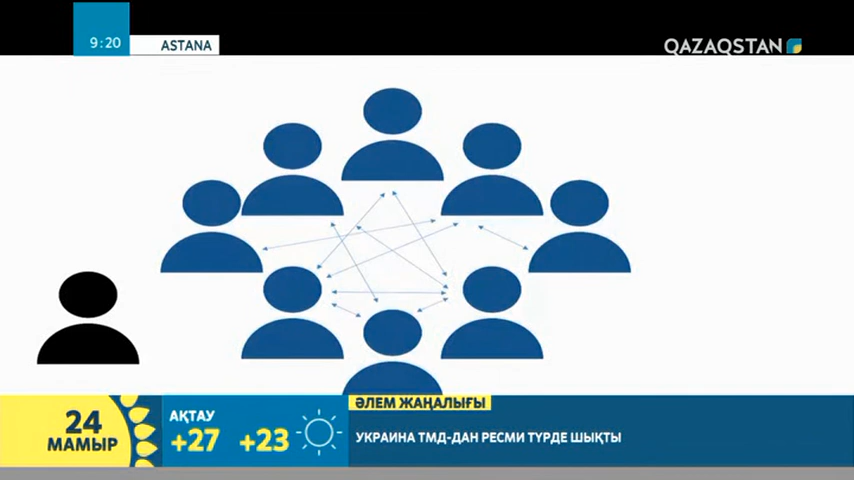 9:20
ASTANA
QAZAQSTAN
24
МАМЫР
АҚТАУ
+27 +23
ӘЛЕМ ЖАҢАЛЫҒЫ
УКРАИНА ТМД-ДАН РЕСМИ ТҮРДЕ ШЫҚТЫ